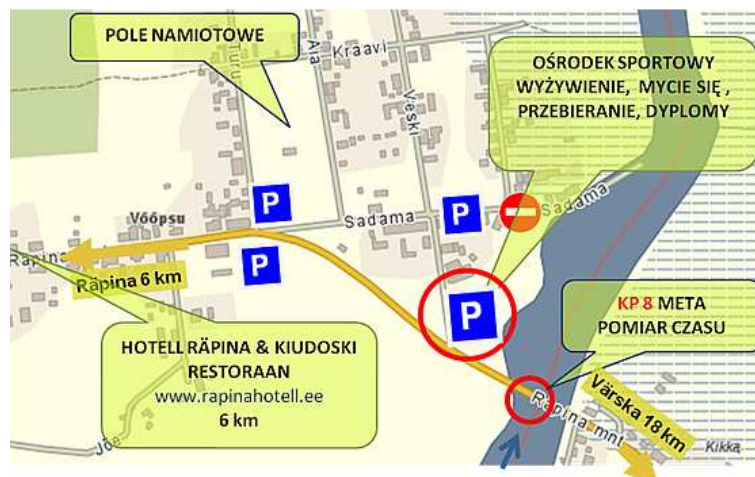 POLE NAMIOTOWE
Turu
Aia
Kraavi
Vieski
OŚRODEK SPORTOWY
WYŻYWIENIE, MYCIE SIĘ ,
PRZEBIERANIE, DYPLOMY
P
P
P
Võõpsu
Sadama
Sadama
Räpina
Räpina 6 km
P
KP 8 META
POMIAR CZASU
HOTELL RÄPINA & KIUDOSKI
RESTORAAN
www.rapinahotell.ee
6 km
Räpina mnt
Värska 18 km
Jõe
Kikka